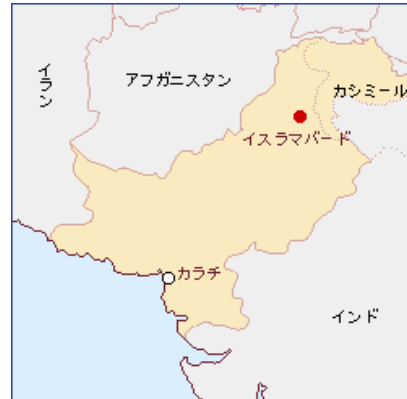 イラン
アフガニスタン
カシミール
イスラマバード
カラチ
インド